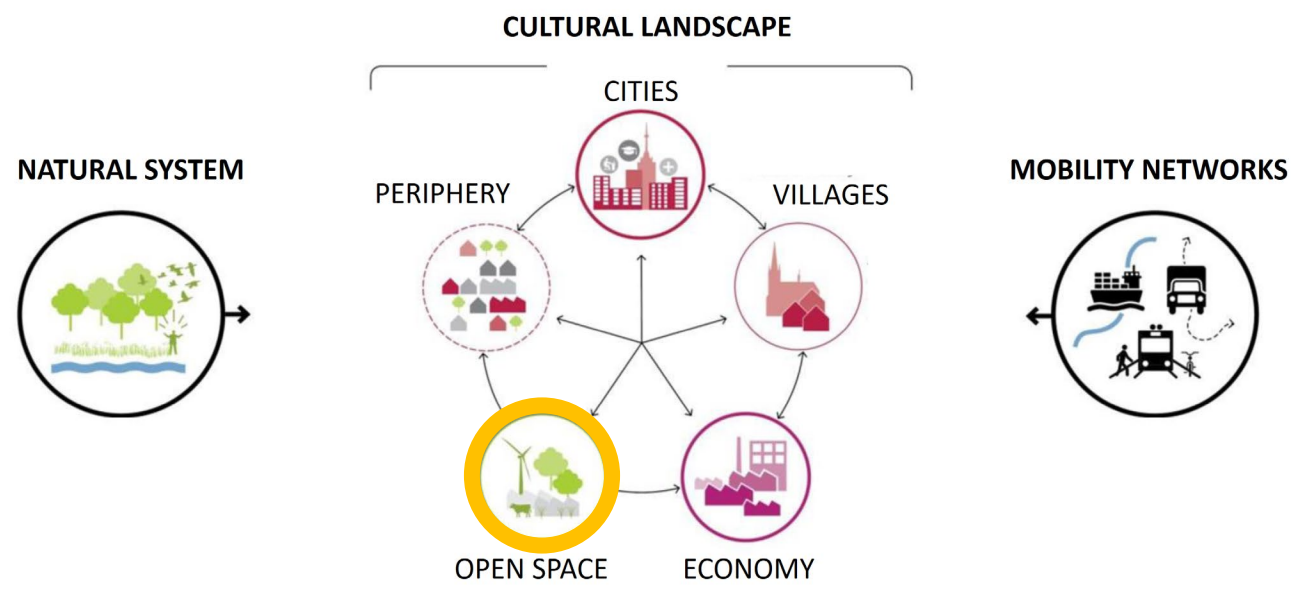 CULTURAL LANDSCAPE
CITIES
NATURAL SYSTEM
MOBILITY NETWORKS
PERIPHERY
VILLAGES
OPEN SPACE
ECONOMY